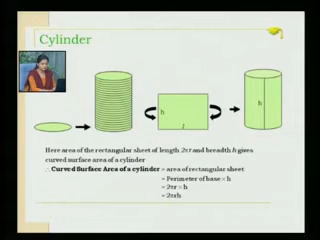 Cylinder
h
l
h
Here area of the rectangular sheet of length 2πr and breadth h gives
curved surface area of a cylinder
∴ Curved Surface Area of a cylinder = area of rectangular sheet
= Perimeter of base × h
= 2πr × h
= 2πrh